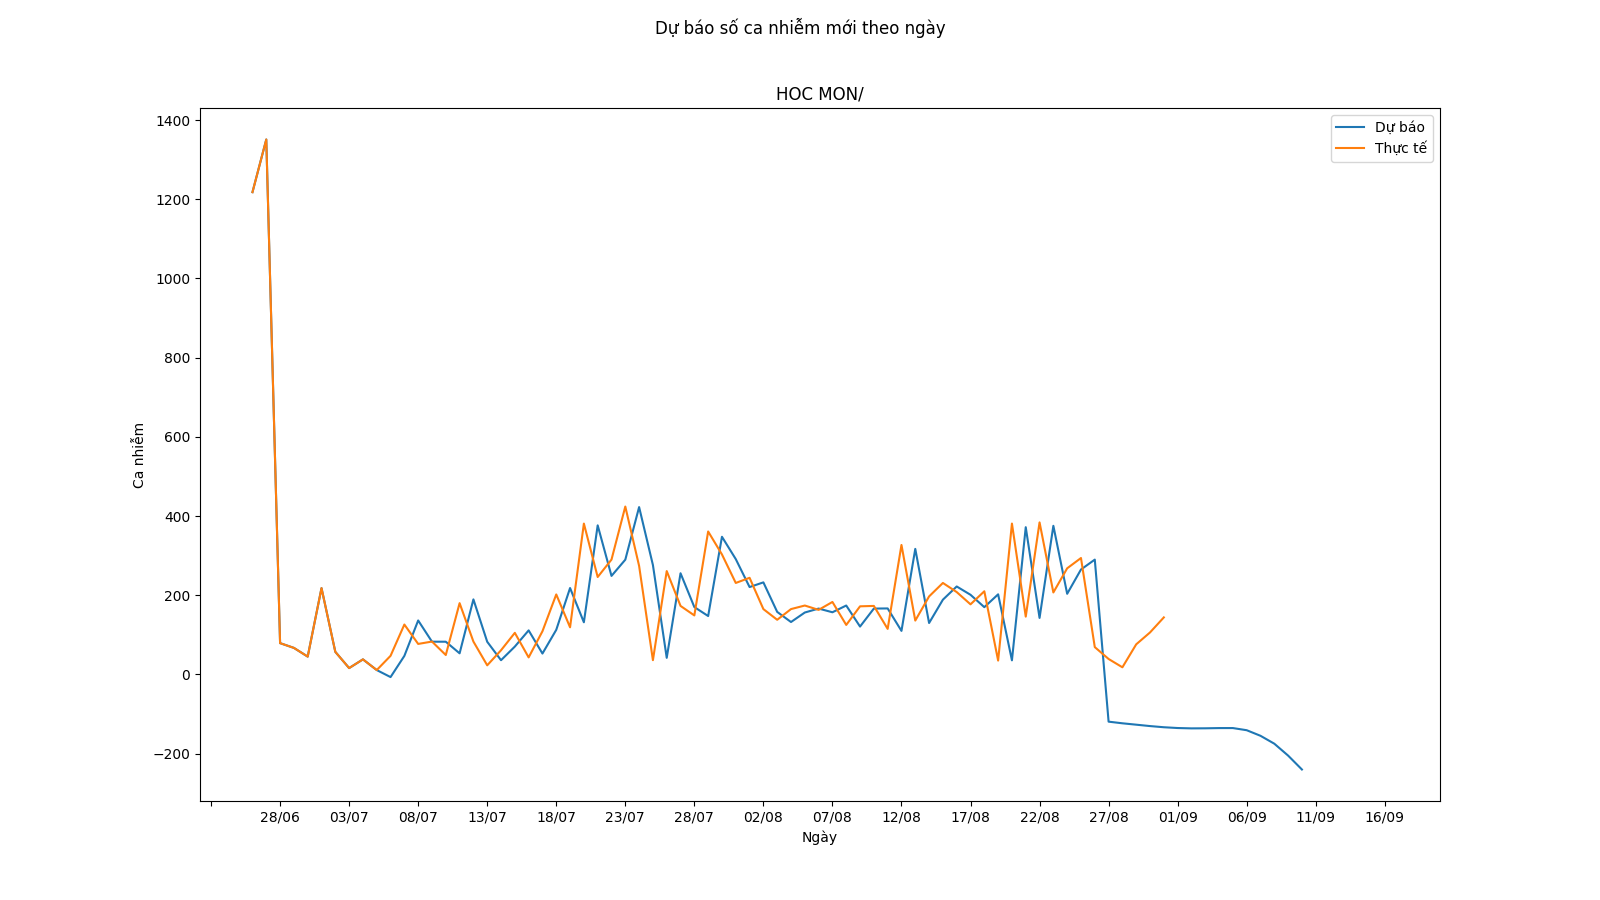 Dự báo số ca nhiễm mới theo ngày
HOC MON/
Dự báo
Thực tế
1400
1200
1000
800
600
400
200
0
−200
Ca nhiễm
28/06 03/07 08/07 13/07 18/07 23/07 28/07 02/08 07/08 12/08 17/08 22/08 27/08 01/09 06/09 11/09 16/09
Ngày